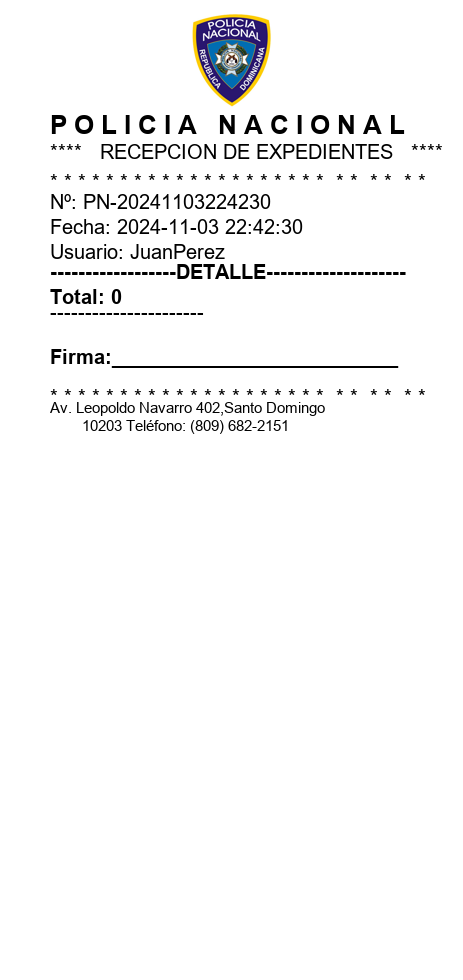 POLICIA
NACIONAL
REPUBLICA
DOMINICANA
POLICIA NACIONAL
**** RECEPCION DE EXPEDIENTES ****
* * * * * * * * * * * * * * * * * * * * * * * * * *
Nº: PN-20241103224230
Fecha: 2024-11-03 22:42:30
Usuario: JuanPerez
------------------DETALLE--------------------
Total: 0
----------------------
Firma:__________________________
* * * * * * * * * * * * * * * * * * * * * * * * * *
Av. Leopoldo Navarro 402,Santo Domingo
10203 Teléfono: (809) 682-2151